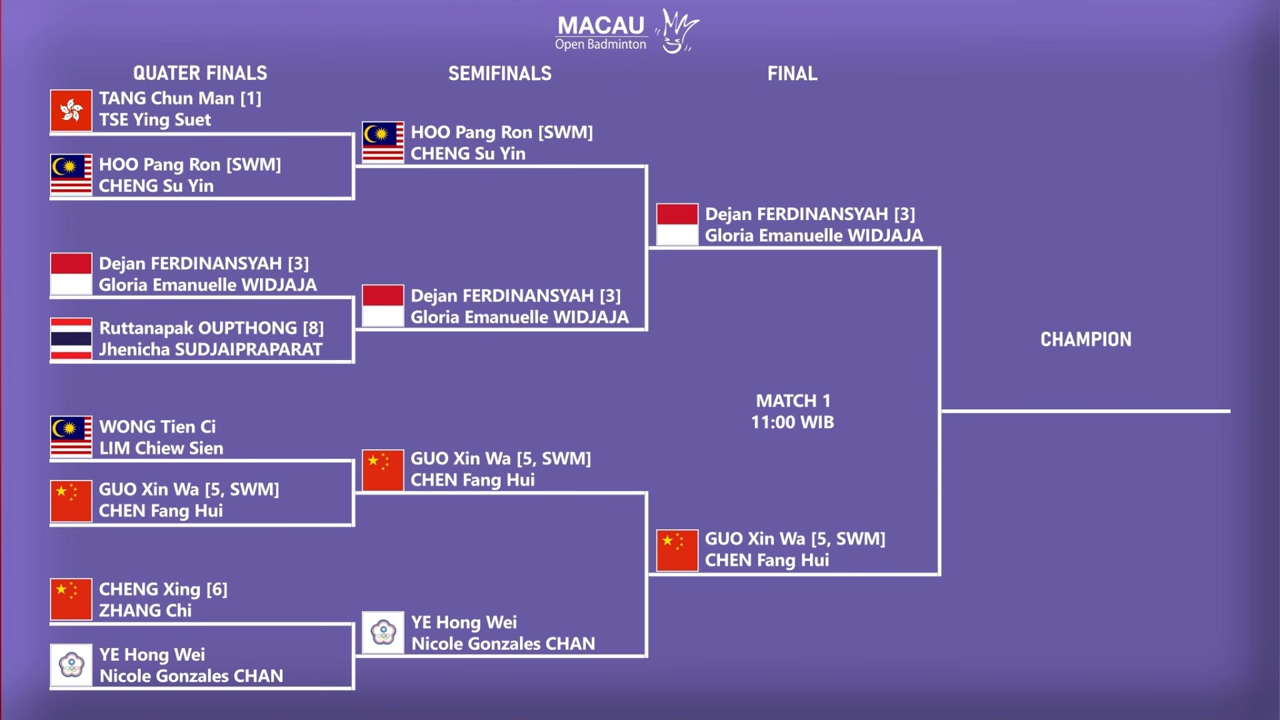 MACAU
Open Badminton
QUATER FINALS
SEMIFINALS
FINAL
TANG Chun Man [1]
TSE Ying Suet
HOO Pang Ron [SWM]
CHENG Su Yin
Dejan FERDINANSYAH [3]
Gloria Emanuelle WIDJAJA
Ruttanapak OUPTHONG [8]
Jhenicha SUDJAIPRAPARAT
WONG Tien Ci
LIM Chiew Sien
GUO Xin Wa [5, SWM]
CHEN Fang Hui
CHENG Xing [6]
ZHANG Chi
YE Hong Wei
Nicole Gonzales CHAN
HOO Pang Ron [SWM]
CHENG Su Yin
Dejan FERDINANSYAH [3]
Gloria Emanuelle WIDJAJA
GUO Xin Wa [5, SWM]
CHEN Fang Hui
YE Hong Wei
Nicole Gonzales CHAN
Dejan FERDINANSYAH [3]
Gloria Emanuelle WIDJAJA
MATCH 1
11:00 WIB
GUO Xin Wa [5, SWM]
CHEN Fang Hui
CHAMPION